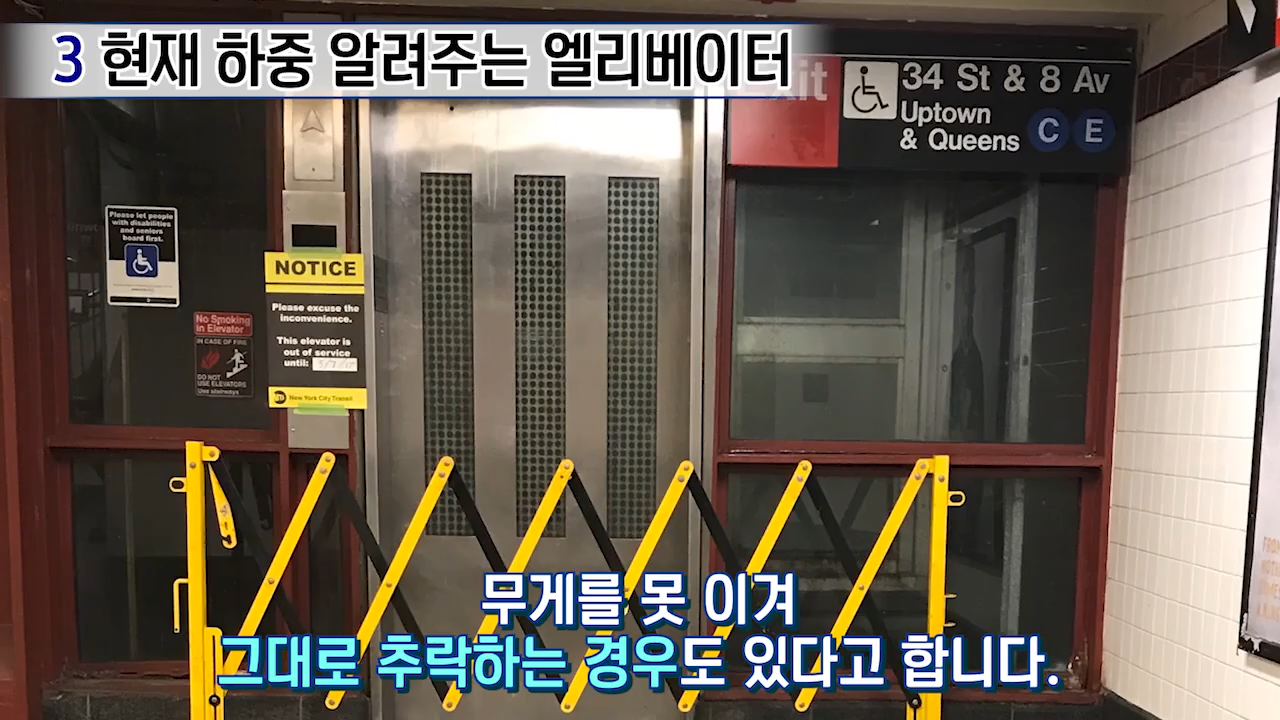 3 현재 하중 알려주는 엘리베이터
34 St & 8 Av
Uptown
& Queens C E
Please let people
with disabilities
and seniors
board first.
NOTICE
Please excuse the
inconvenience.
This elevator is
out of service
until:
New York City Transit
No Smoking
in Elevator
IN CASE OF FIRE
DO NOT
USE ELEVATORS
Use stairways
무게를 못 이겨
그대로 추락하는 경우도 있다고 합니다.